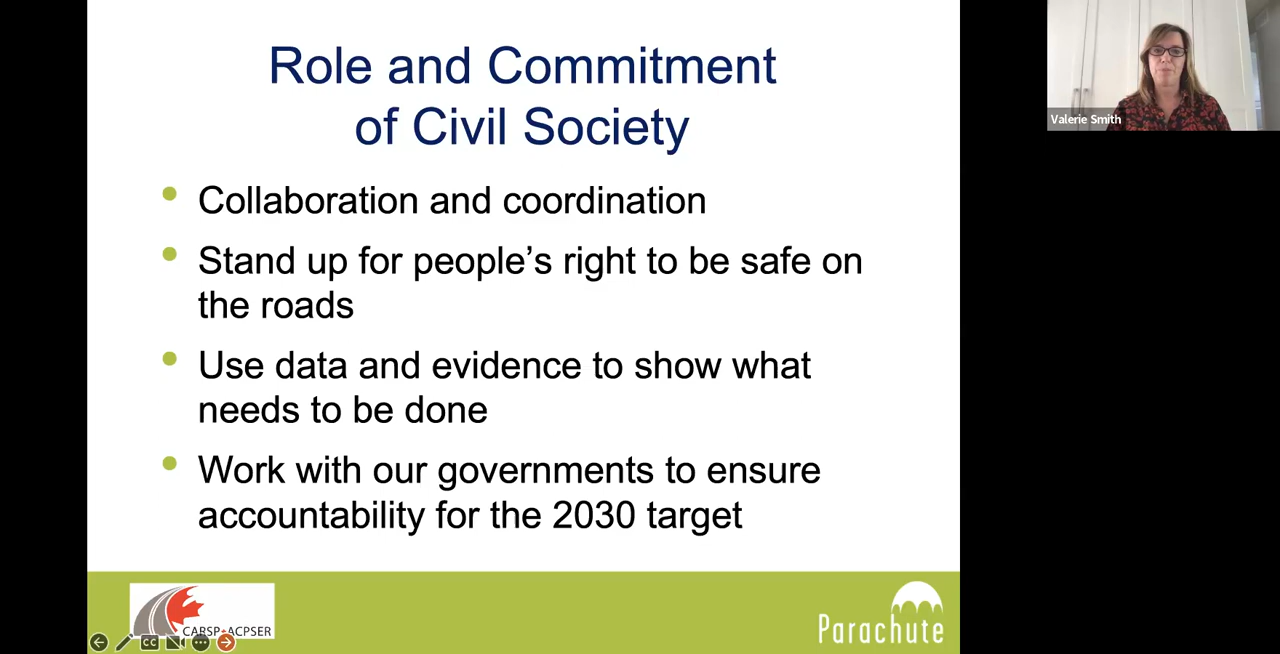 Role and Commitment
of Civil Society
Collaboration and coordination
Stand up for people's right to be safe on
the roads
Use data and evidence to show what
needs to be done
Work with our governments to ensure
accountability for the 2030 target
Valerie Smith
CARSP•ACPSER
CC
Parachute